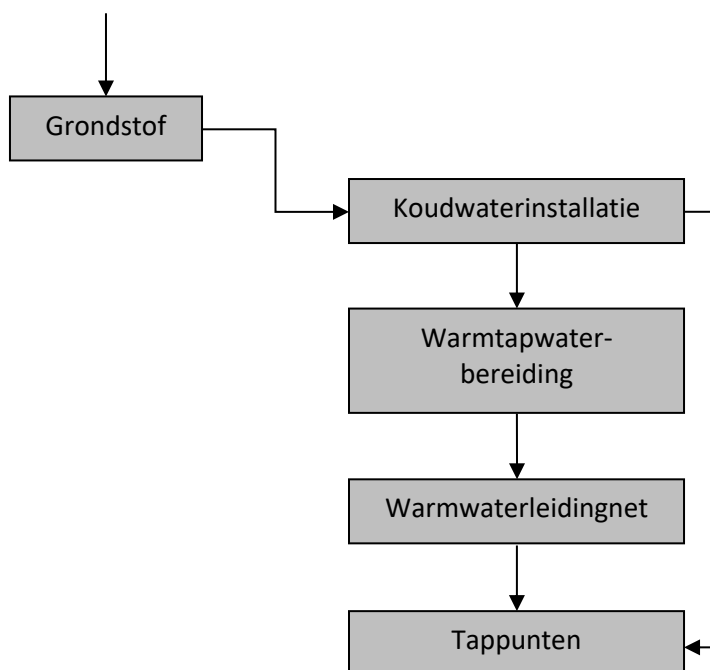 Grondstof
Koudwaterinstallatie
Warmtapwater-
bereiding
Warmwaterleidingnet
Tappunten